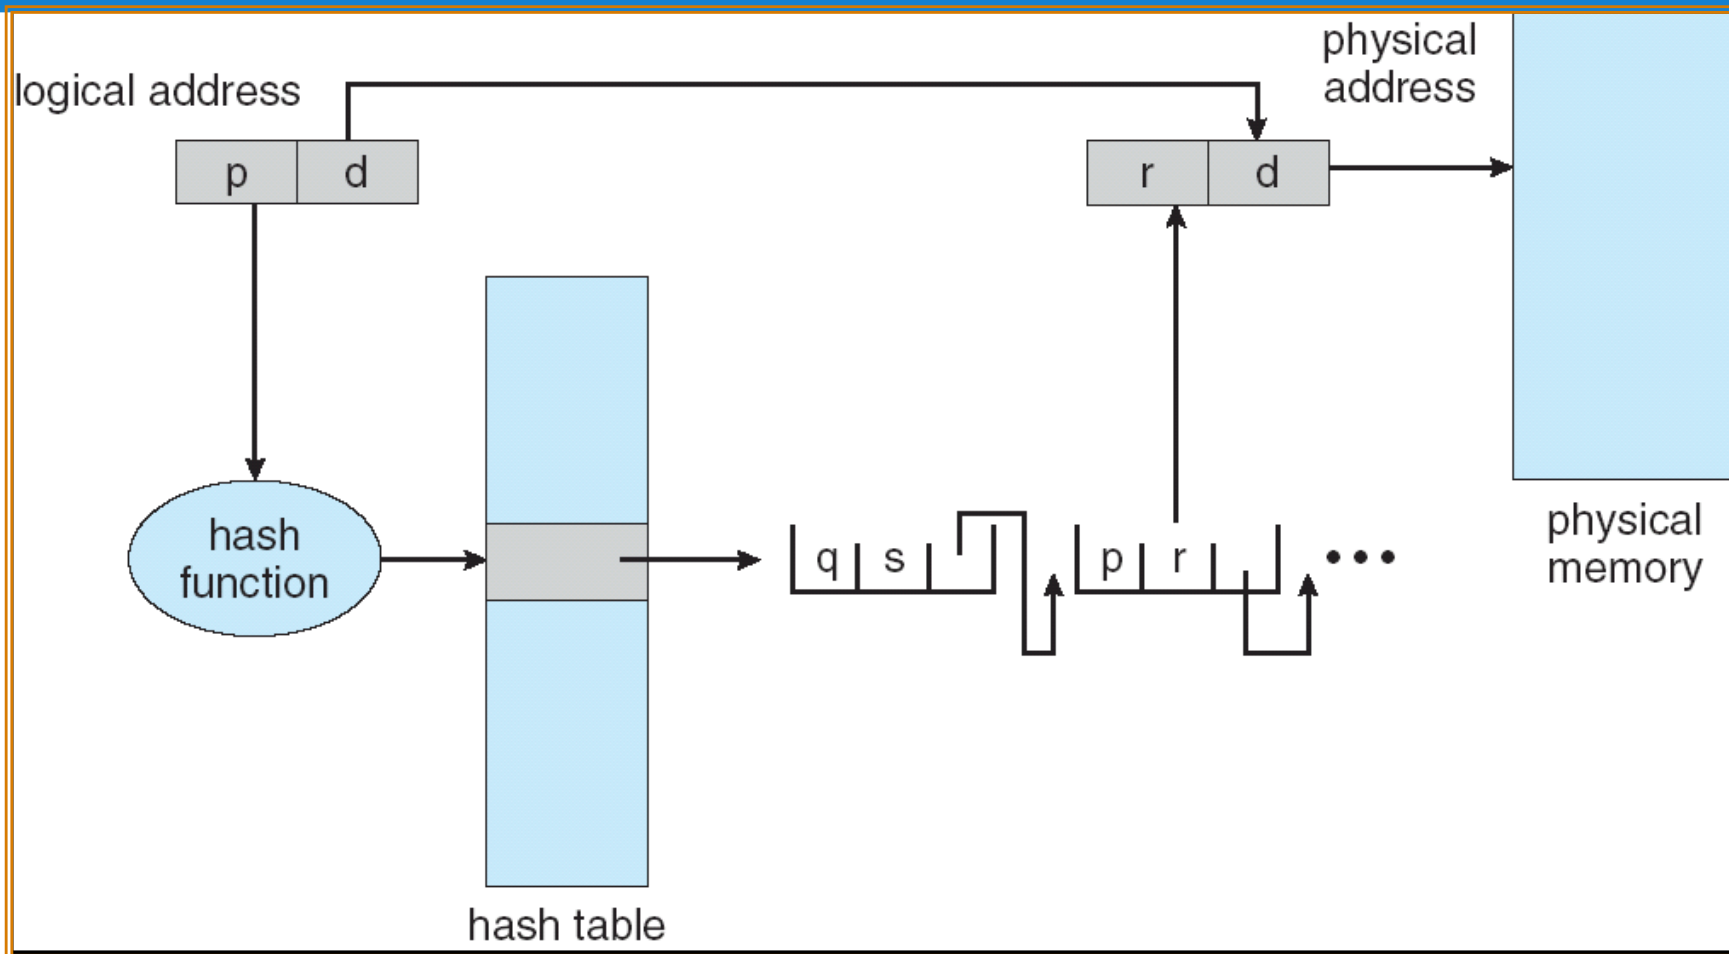 logical address
physical
address
p d
r d
hash
function
q s
p r
•••
physical
memory
hash table